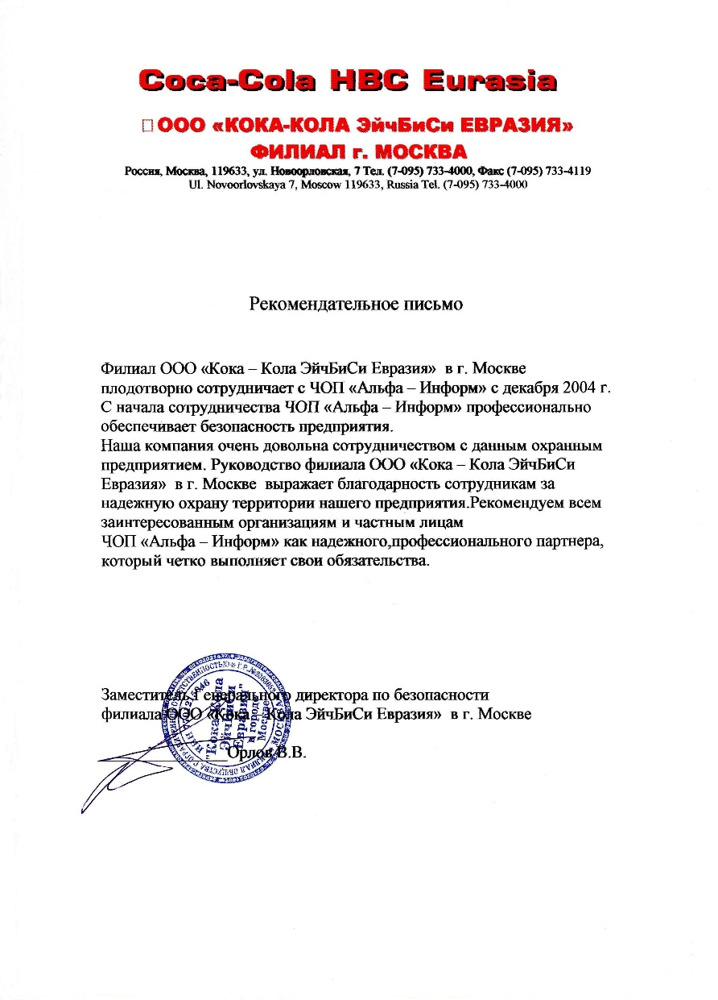 Coca-Cola HBC Eurasia
ООО «КОКА-КОЛА ЭйчБиСи ЕВРАЗИЯ»
ФИЛИАЛ г. МОСКВА
Россия, Москва, 119633, ул. Новоорловская, 7 Тел. (7-095) 733-4000, Факс (7-095) 733-4119
Ul. Novoorlovskaya 7, Moscow 119633, Russia Tel. (7-095) 733-4000
Рекомендательное письмо
Филиал ООО «Кока – Кола ЭйчБиСи Евразия» в г. Москве
плодотворно сотрудничает с ЧОП «Альфа – Информ» с декабря 2004 г.
С начала сотрудничества ЧОП «Альфа – Информ» профессионально
обеспечивает безопасность предприятия.
Наша компания очень довольна сотрудничеством с данным охранным
предприятием. Руководство филиала ООО «Кока – Кола ЭйчБиСи
Евразия» в г. Москве выражает благодарность сотрудникам за
надежную охрану территории нашего предприятия.Рекомендуем всем
заинтересованным организациям и частным лицам
ЧОП «Альфа – Информ» как надежного,профессионального партнера,
который четко выполняет свои обязательства.
Заместитель Генерального директора по безопасности
филиала ООО «Кока – Кола ЭйчБиСи Евразия» в г. Москве
Орлов В.В.
"Кока-Кола
ЭйчБиСи
Евразия"
в городе
Москве